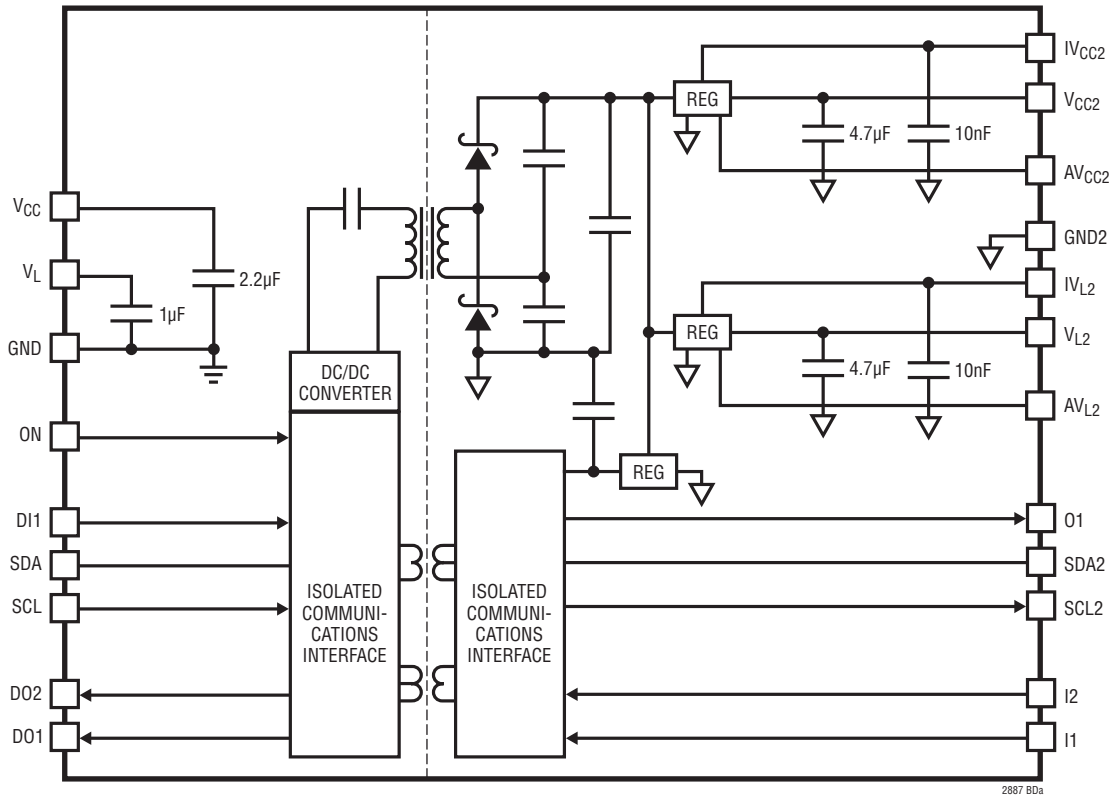 VCC
VL
GND
ON
DI1
SDA
SCL
DO2
DO1
2.2µF
1µF
DC/DC
CONVERTER
ISOLATED
COMMUNI-
CATIONS
INTERFACE
ISOLATED
COMMUNI-
CATIONS
INTERFACE
REG
4.7µF
10nF
REG
4.7µF
10nF
REG
IVCC2
VCC2
AVCC2
GND2
IVL2
VL2
AVL2
O1
SDA2
SCL2
I2
I1
2887 BDa